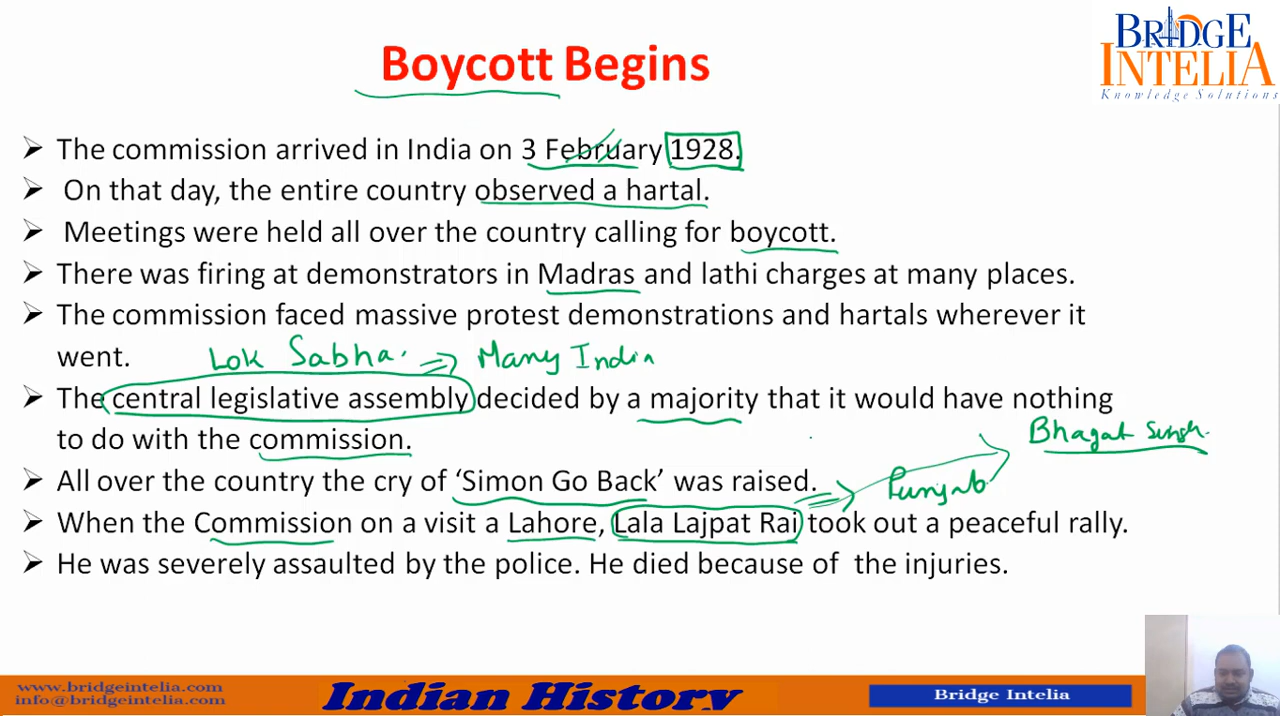 BRIDGE
INTELIA
Knowledge Solutions
Boycott Begins
The commission arrived in India on 3 February 1928.
On that day, the entire country observed a hartal.
Meetings were held all over the country calling for boycott.
There was firing at demonstrators in Madras and lathi charges at many places.
The commission faced massive protest demonstrations and hartals wherever it
went.
Lok Sabha. Many India
The central legislative assembly decided by a majority that it would have nothing
to do with the commission.
Bhagat Singh
All over the country the cry of ‘Simon Go Back’ was raised.
Punjab
When the Commission on a visit a Lahore, Lala Lajpat Rai took out a peaceful rally.
He was severely assaulted by the police. He died because of the injuries.
www.bridgeintelia.com
info@bridgeintelia.com
Indian History
Bridge Intelia